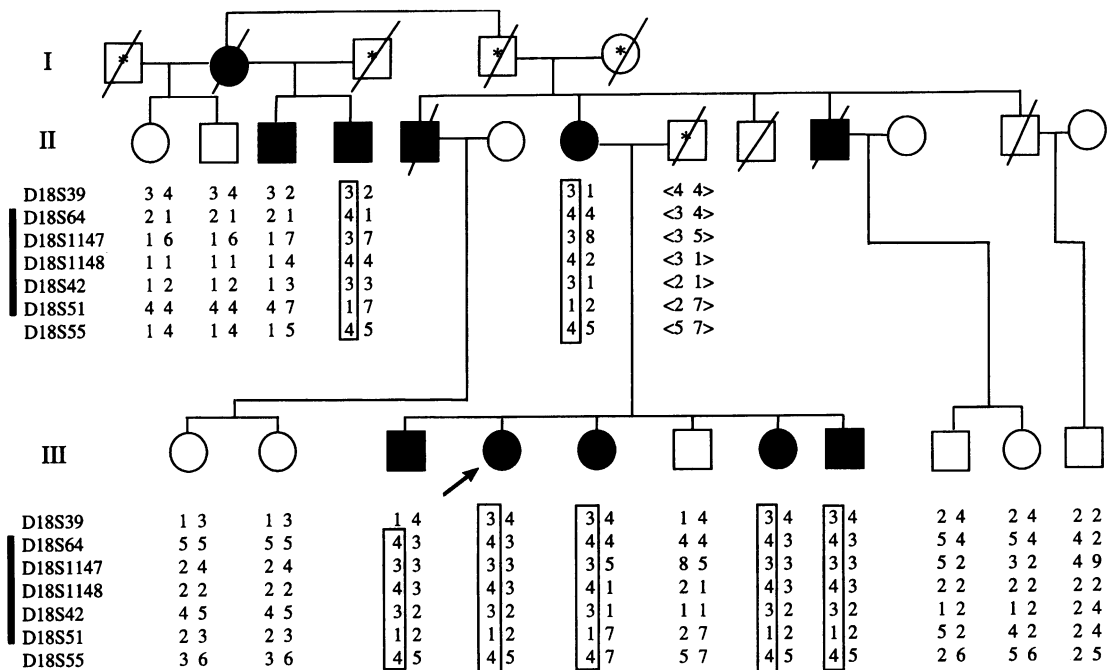 I
* * * *
II
*
D18S39 3 4 3 4 3 2 3 2 3 1 <4 4>
D18S64 2 1 2 1 2 1 4 1 4 4 <3 4>
D18S1147 1 6 1 6 1 7 3 7 3 8 <3 5>
D18S1148 1 1 1 1 1 4 4 4 4 2 <3 1>
D18S42 1 2 1 2 1 3 3 3 3 1 <2 1>
D18S51 4 4 4 4 4 7 1 7 1 2 <2 7>
D18S55 1 4 1 4 1 5 4 5 4 5 <5 7>
III
D18S39 1 3 1 3 1 4 3 4 3 4 1 4 3 4 3 4 2 4 2 4 2 2
D18S64 5 5 5 5 4 3 4 3 4 4 4 4 4 3 4 3 5 4 5 4 4 2
D18S1147 2 4 2 4 3 3 3 3 3 5 8 5 3 3 3 3 5 2 3 2 4 9
D18S1148 2 2 2 2 4 3 4 3 4 1 2 1 4 3 4 3 2 2 2 2 2 2
D18S42 4 5 4 5 3 2 3 2 3 1 1 1 3 2 3 2 1 2 1 2 2 4
D18S51 2 3 2 3 1 2 1 2 1 7 2 7 1 2 1 2 5 2 4 2 2 4
D18S55 3 6 3 6 4 5 4 5 4 7 5 7 4 5 4 5 2 6 5 6 2 5